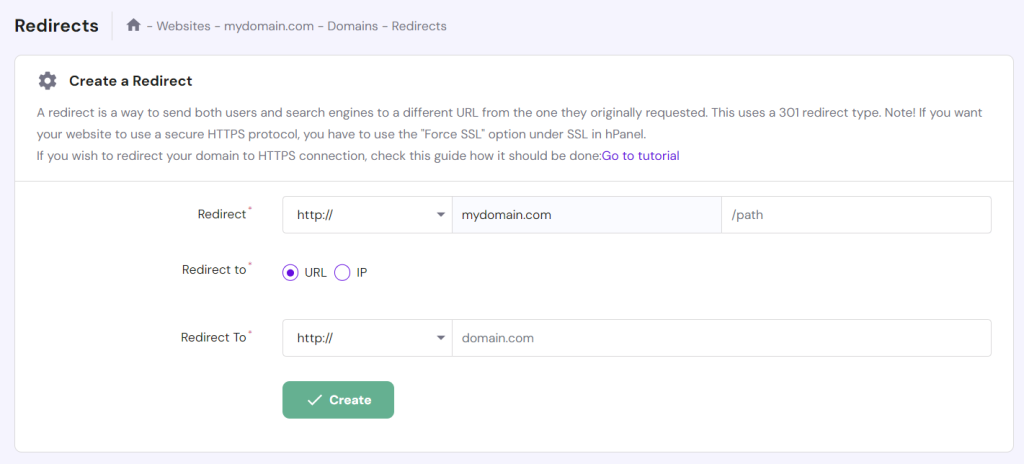 Redirects
- Websites - mydomain.com - Domains - Redirects
Create a Redirect
A redirect is a way to send both users and search engines to a different URL from the one they originally requested. This uses a 301 redirect type. Note! If you want
your website to use a secure HTTPS protocol, you have to use the "Force SSL" option under SSL in hPanel.
If you wish to redirect your domain to HTTPS connection, check this guide how it should be done:Go to tutorial
Redirect* http:// mydomain.com /path
Redirect to* URL IP
Redirect To* http:// domain.com
Create